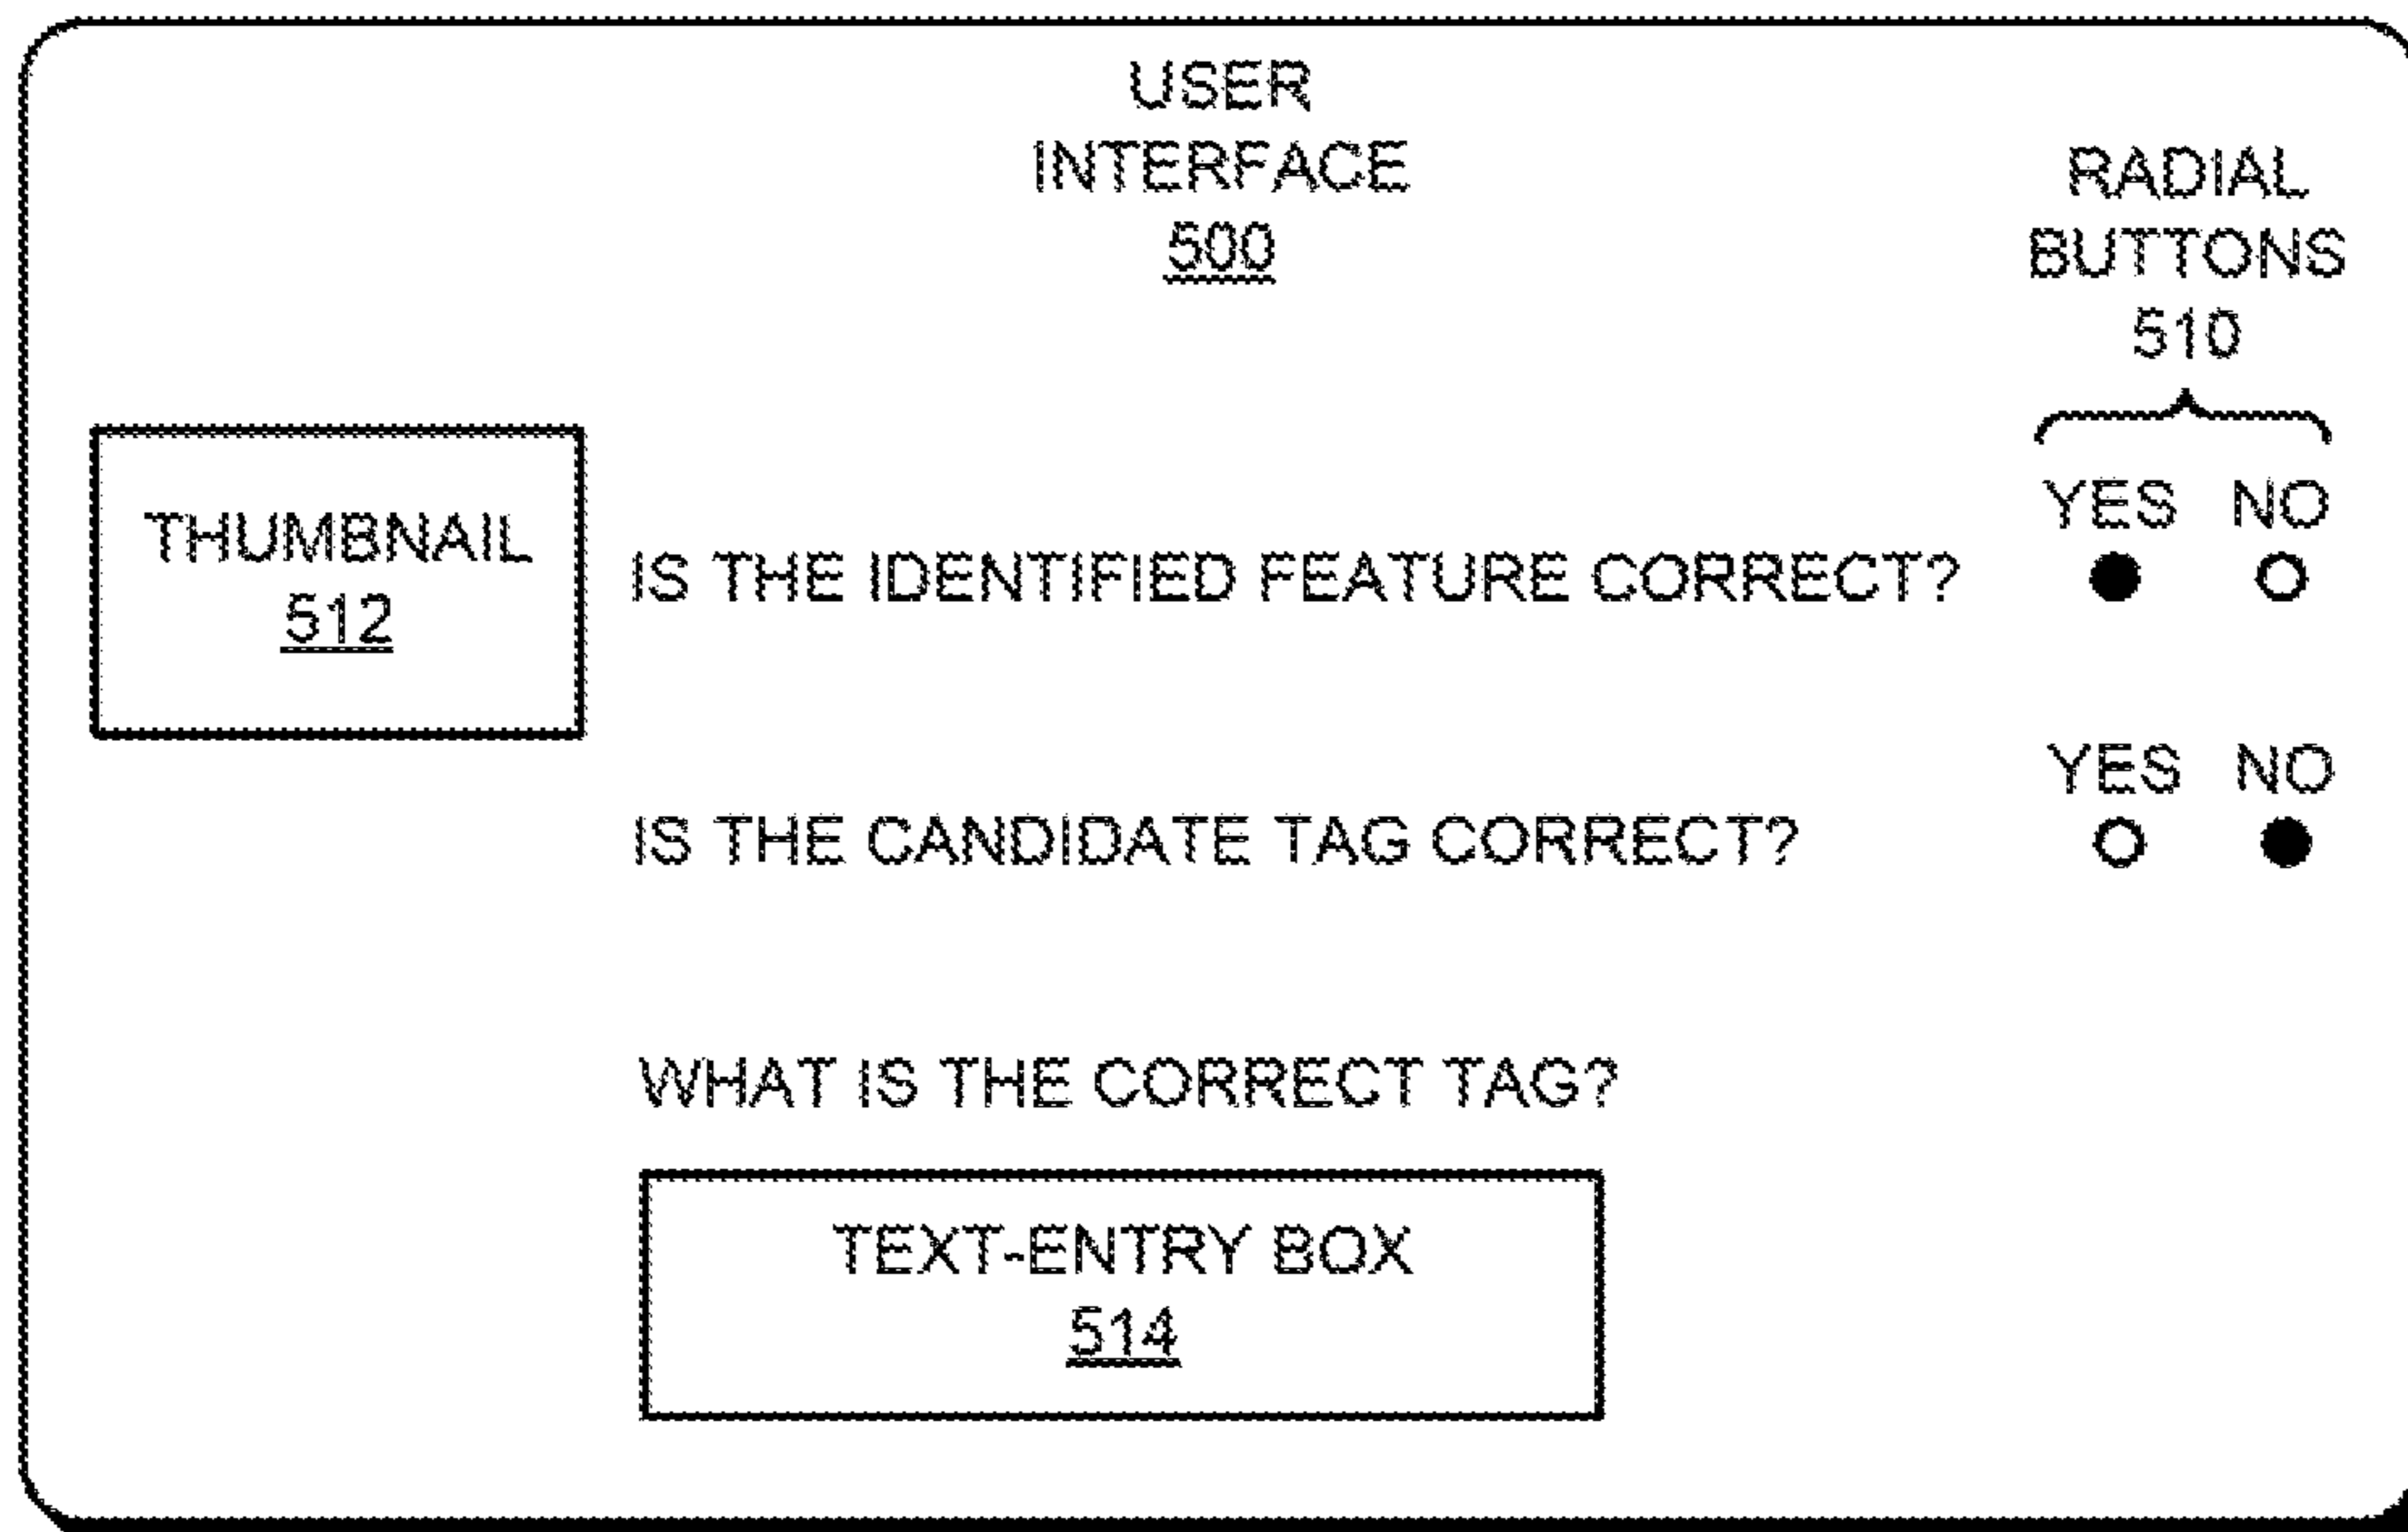 USER
INTERFACE
500
RADIAL
BUTTONS
510
THUMBNAIL
512
YES NO
IS THE IDENTIFIED FEATURE CORRECT?
YES NO
IS THE CANDIDATE TAG CORRECT?
WHAT IS THE CORRECT TAG?
TEXT-ENTRY BOX
514